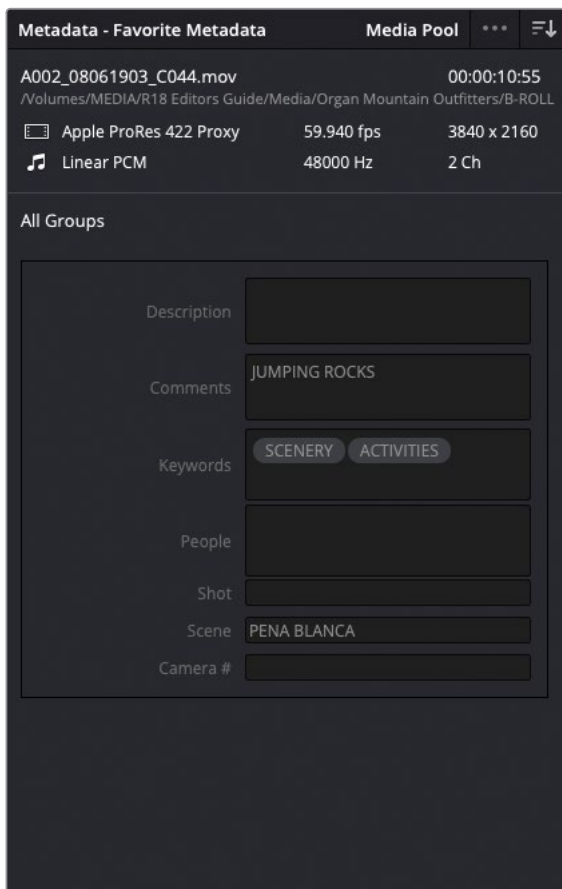 Metadata - Favorite Metadata Media Pool
A002_08061903_C044.mov 00:00:10:55
/Volumes/MEDIA/R18 Editors Guide/Media/Organ Mountain Outfitters/B-ROLL
Apple ProRes 422 Proxy 59.940 fps 3840 x 2160
Linear PCM 48000 Hz 2 Ch
All Groups
Description
Comments JUMPING ROCKS
Keywords SCENERY ACTIVITIES
People
Shot
Scene PENA BLANCA
Camera #